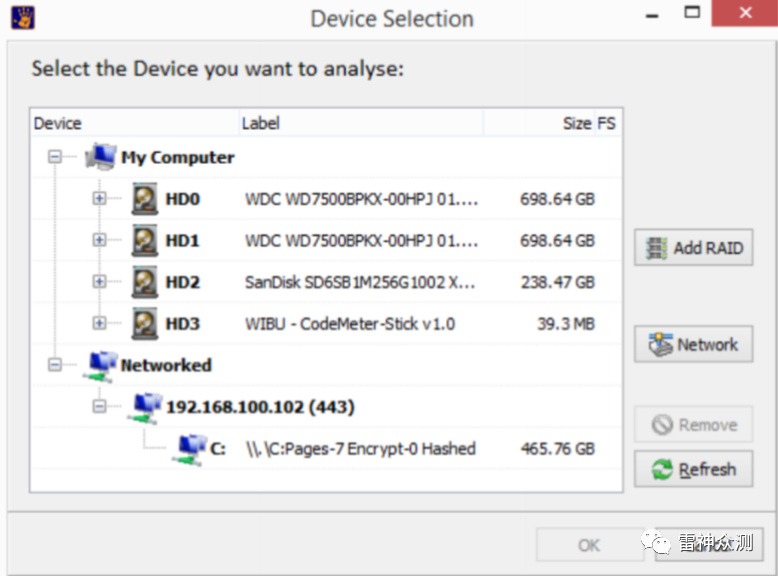 Device Selection
Select the Device you want to analyse:
Device Label Size FS
My Computer
HD0 WDC WD7500BPKX-00HPJ 01.... 698.64 GB
HD1 WDC WD7500BPKX-00HPJ 01.... 698.64 GB
HD2 SanDisk SD6SB1M256G1002 X... 238.47 GB
HD3 WIBU - CodeMeter-Stick v1.0 39.3 MB
Networked
192.168.100.102 (443)
C: \\.\C:Pages-7 Encrypt-0 Hashed 465.76 GB
Add RAID
Network
Remove
Refresh
OK
雷神众测